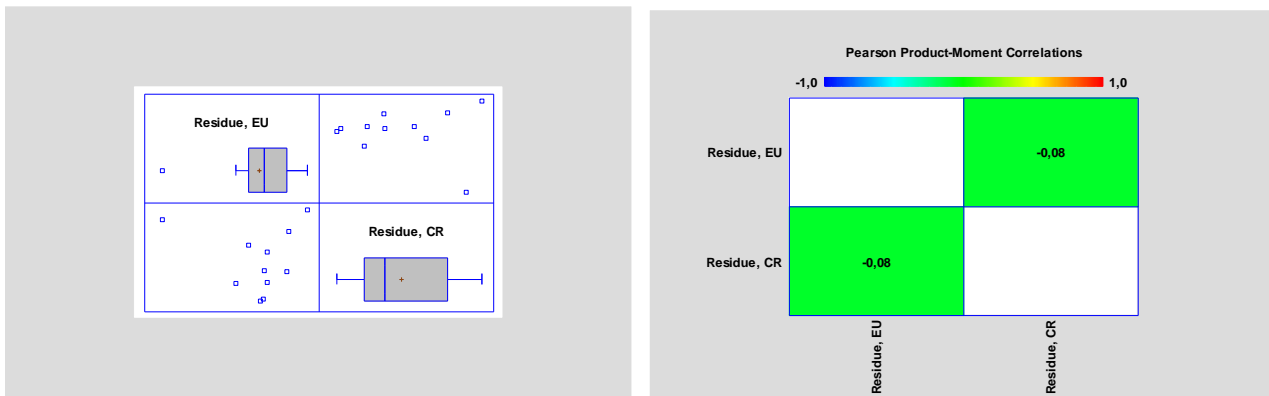 Residue, EU
Residue, CR
Pearson Product-Moment Correlations
-1,0
1,0
Residue, EU
-0,08
Residue, CR
-0,08
Residue, EU
Residue, CR